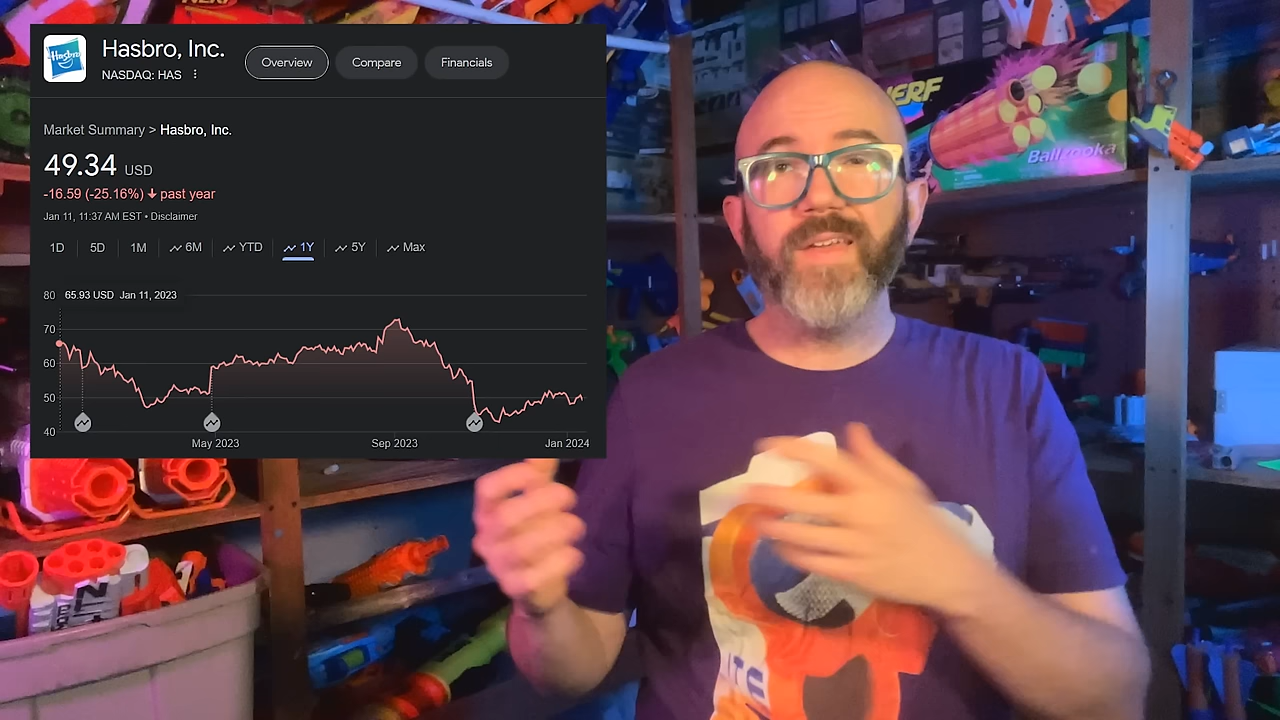 Hasbro
Hasbro, Inc.
NASDAQ: HAS
Overview
Compare
Financials
Market Summary > Hasbro, Inc.
49.34 USD
-16.59 (-25.16%) past year
Jan 11, 11:37 AM EST • Disclaimer
1D
5D
1M
6M
YTD
1Y
5Y
Max
80
65.93 USD Jan 11, 2023
70
60
50
40
May 2023
Sep 2023
Jan 2024
NERF
Ballzooka